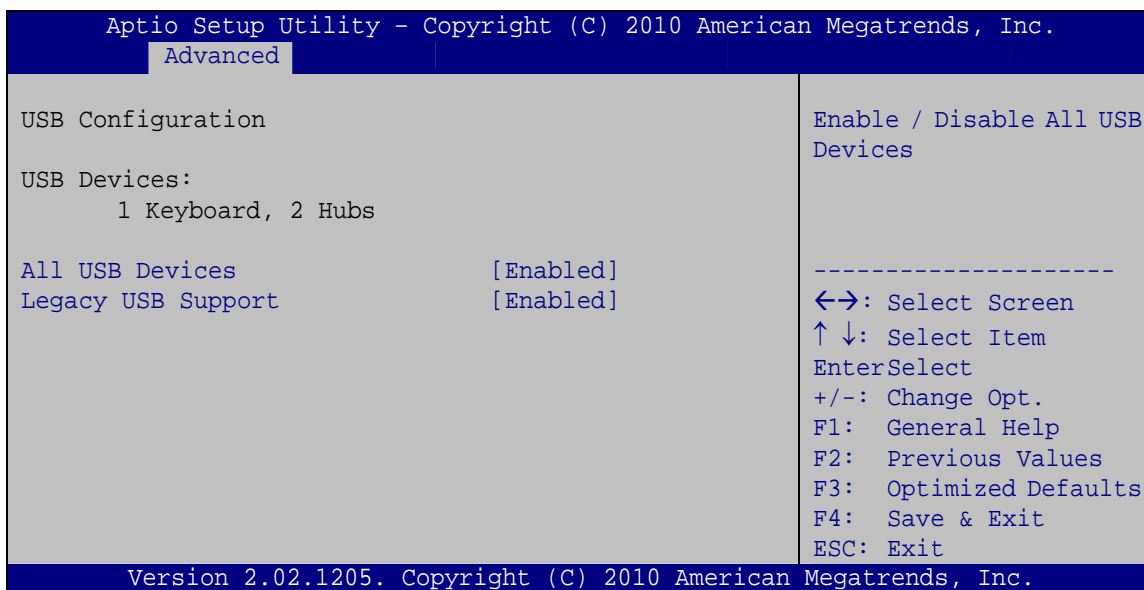 Aptio Setup Utility – Copyright (C) 2010 American Megatrends, Inc.
Advanced
USB Configuration
USB Devices:
1 Keyboard, 2 Hubs
All USB Devices [Enabled]
Legacy USB Support [Enabled]
Enable / Disable All USB
Devices
---------------------
←→: Select Screen
↑ ↓: Select Item
EnterSelect
+/-: Change Opt.
F1: General Help
F2: Previous Values
F3: Optimized Defaults
F4: Save & Exit
ESC: Exit
Version 2.02.1205. Copyright (C) 2010 American Megatrends, Inc.